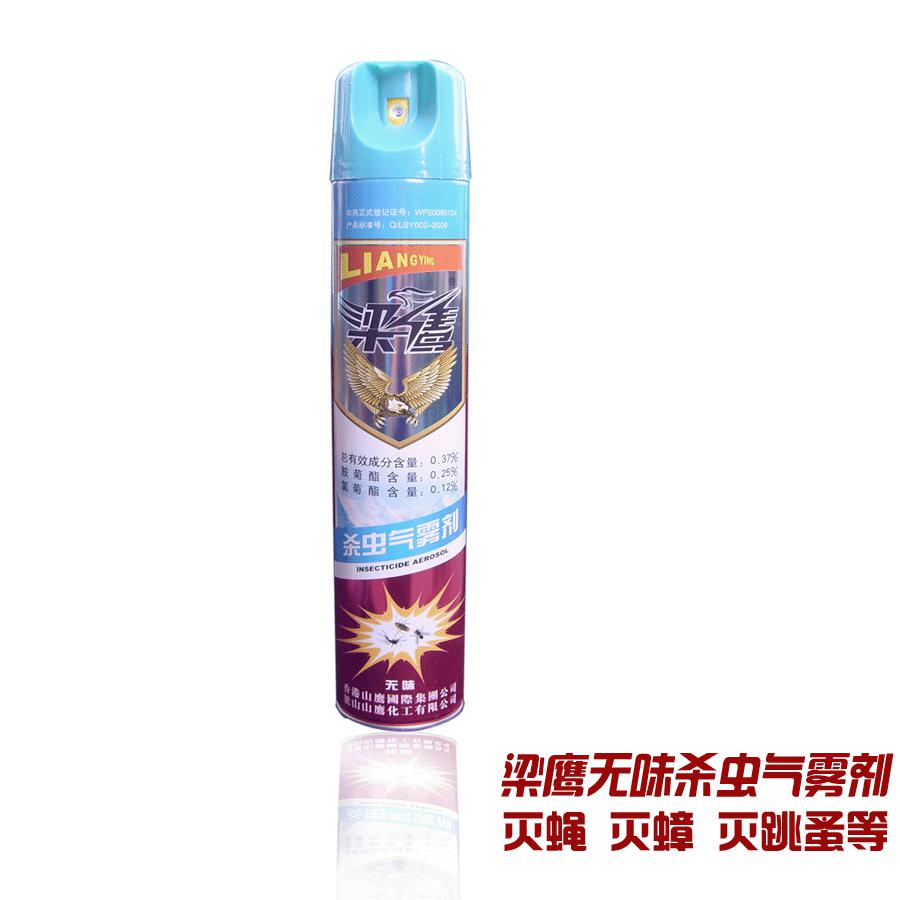 农药正式登记证号：WP20090124
产品标准号：Q/LSY002-2009
LIANGYING
梁鹰
®
总有效成分含量：0.37%
胺菊酯含量：0.25%
氯菊酯含量：0.12%
杀虫气雾剂
INSECTICIDE AEROSOL
无味
香港山鹰國際集團公司
梁山山鹰化工有限公司
梁鹰无味杀虫气雾剂
灭蝇 灭蟑 灭跳蚤等